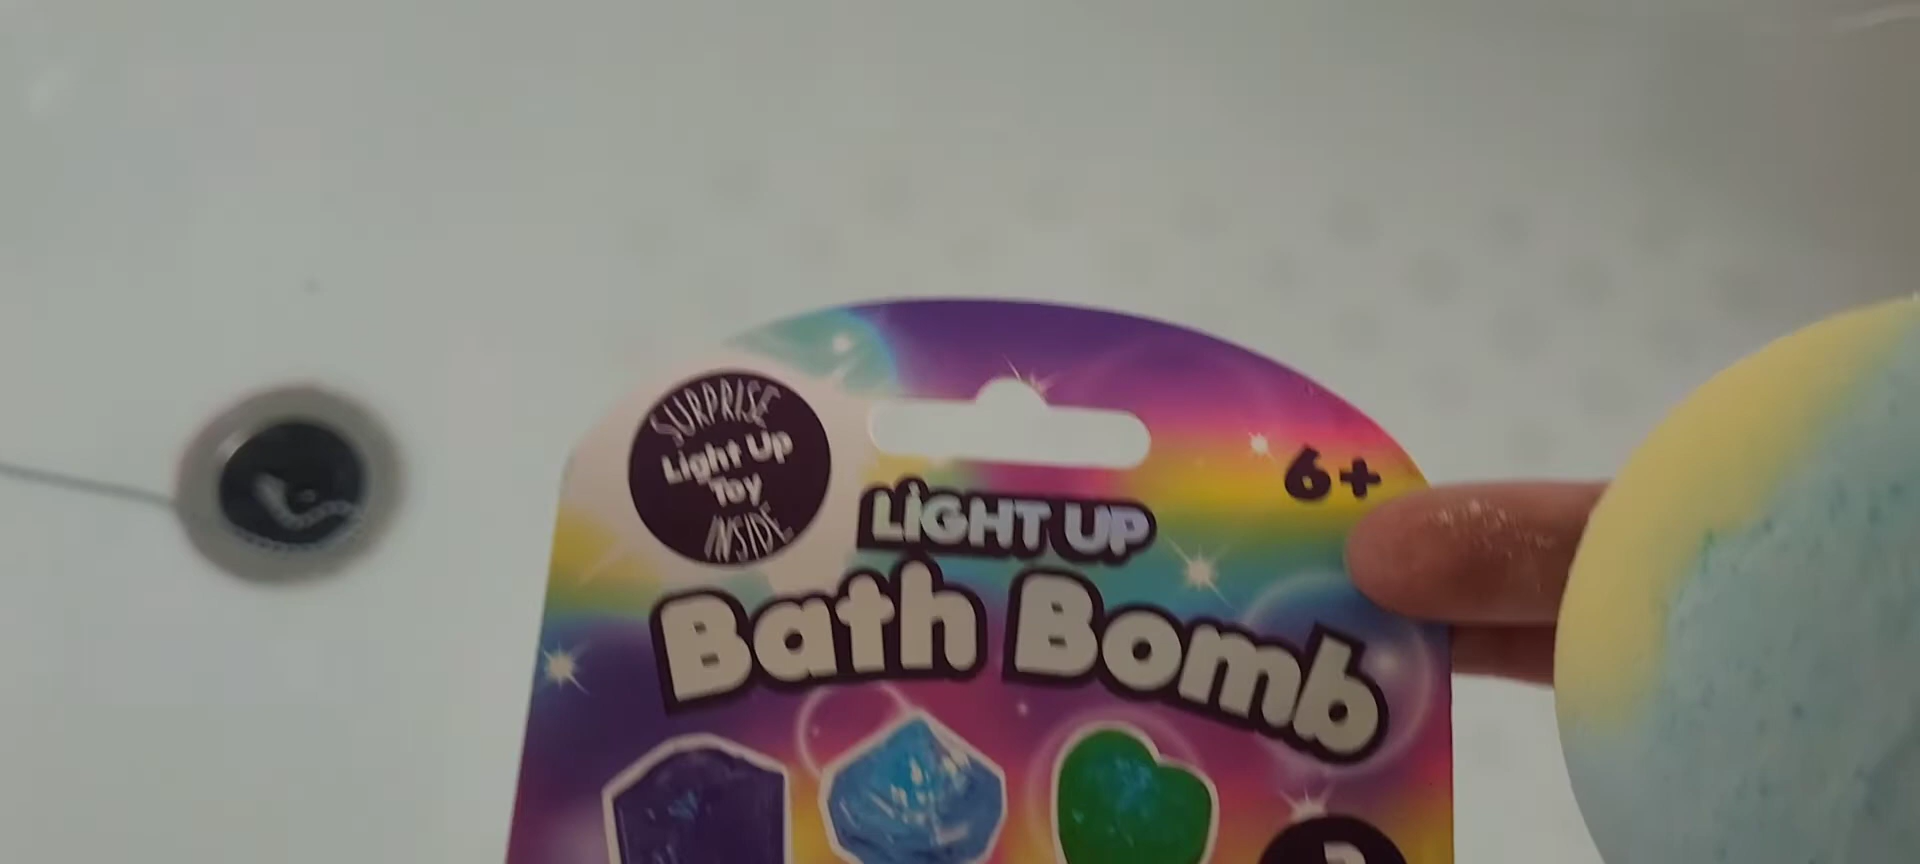 SURPRISE
Light Up
Toy
INSIDE
LiGHT UP
6+
Bath Bomb